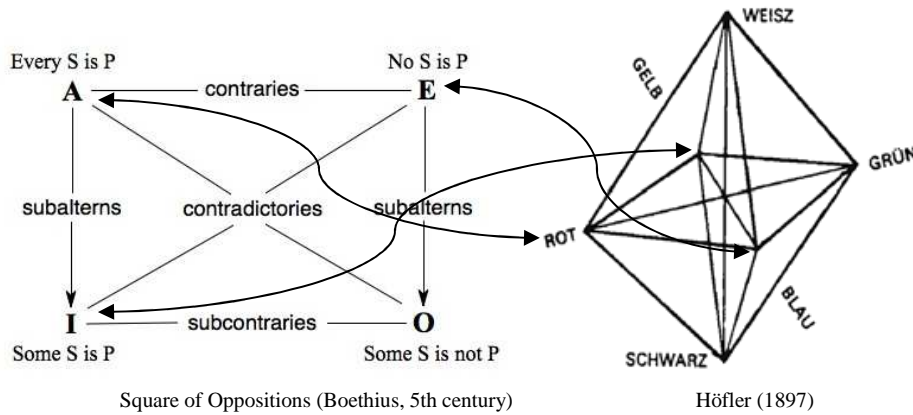 Every S is P
No S is P
A
contraries
E
subalterns
contradictories
subalterns
I
subcontraries
O
Some S is P
Some S is not P
WEISZ
GELB
GRÜN
ROT
BLAU
SCHWARZ
Square of Oppositions (Boethius, 5th century)
Höfler (1897)